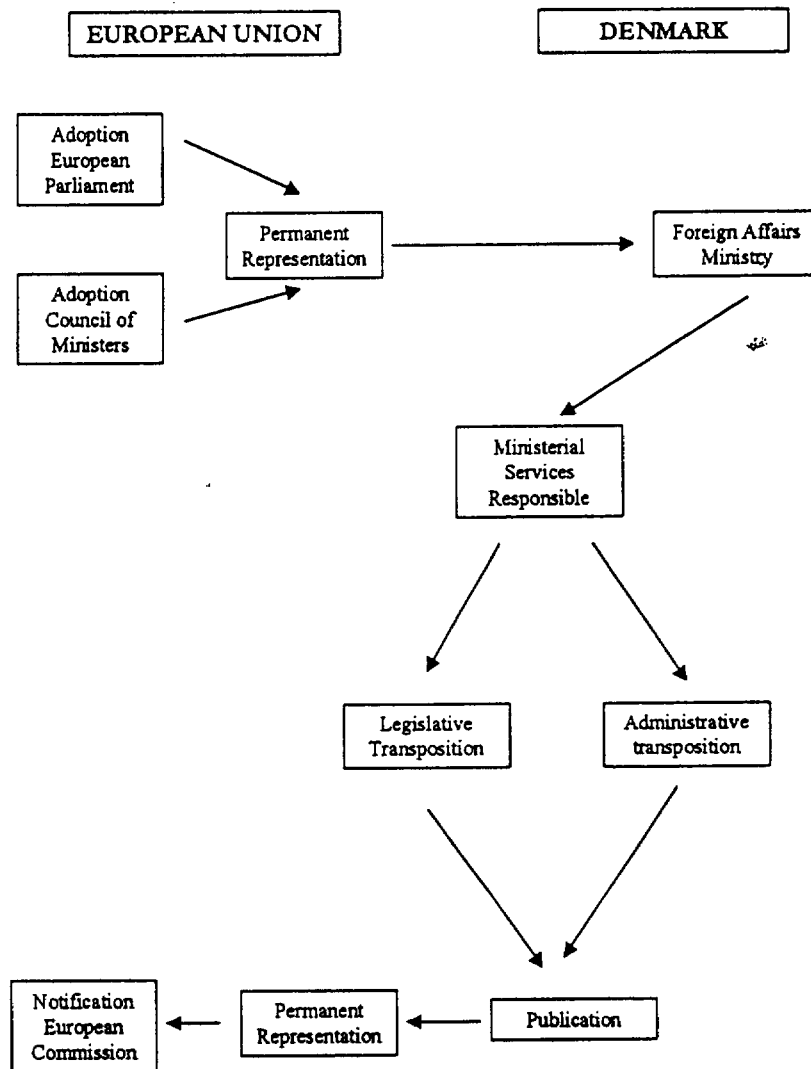 EUROPEAN UNION
DENMARK
Adoption
European
Parliament
Permanent
Representation
Foreign Affairs
Ministry
Adoption
Council of
Ministers
Ministerial
Services
Responsible
Legislative
Transposition
Administrative
transposition
Notification
European
Commission
Permanent
Representation
Publication